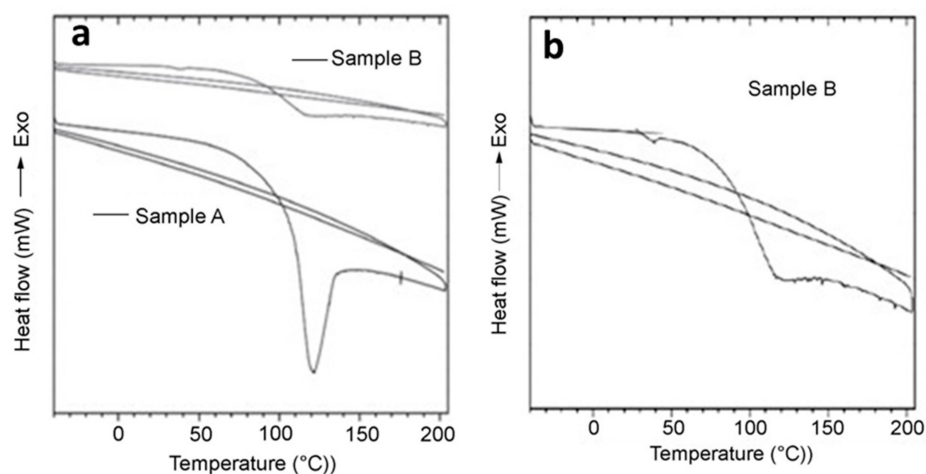 a
Sample B
Sample A
Heat flow (mW) → Exo
0 50 100 150 200
Temperature (°C))
b
Sample B
Heat flow (mW) → Exo
0 50 100 150 200
Temperature (°C))